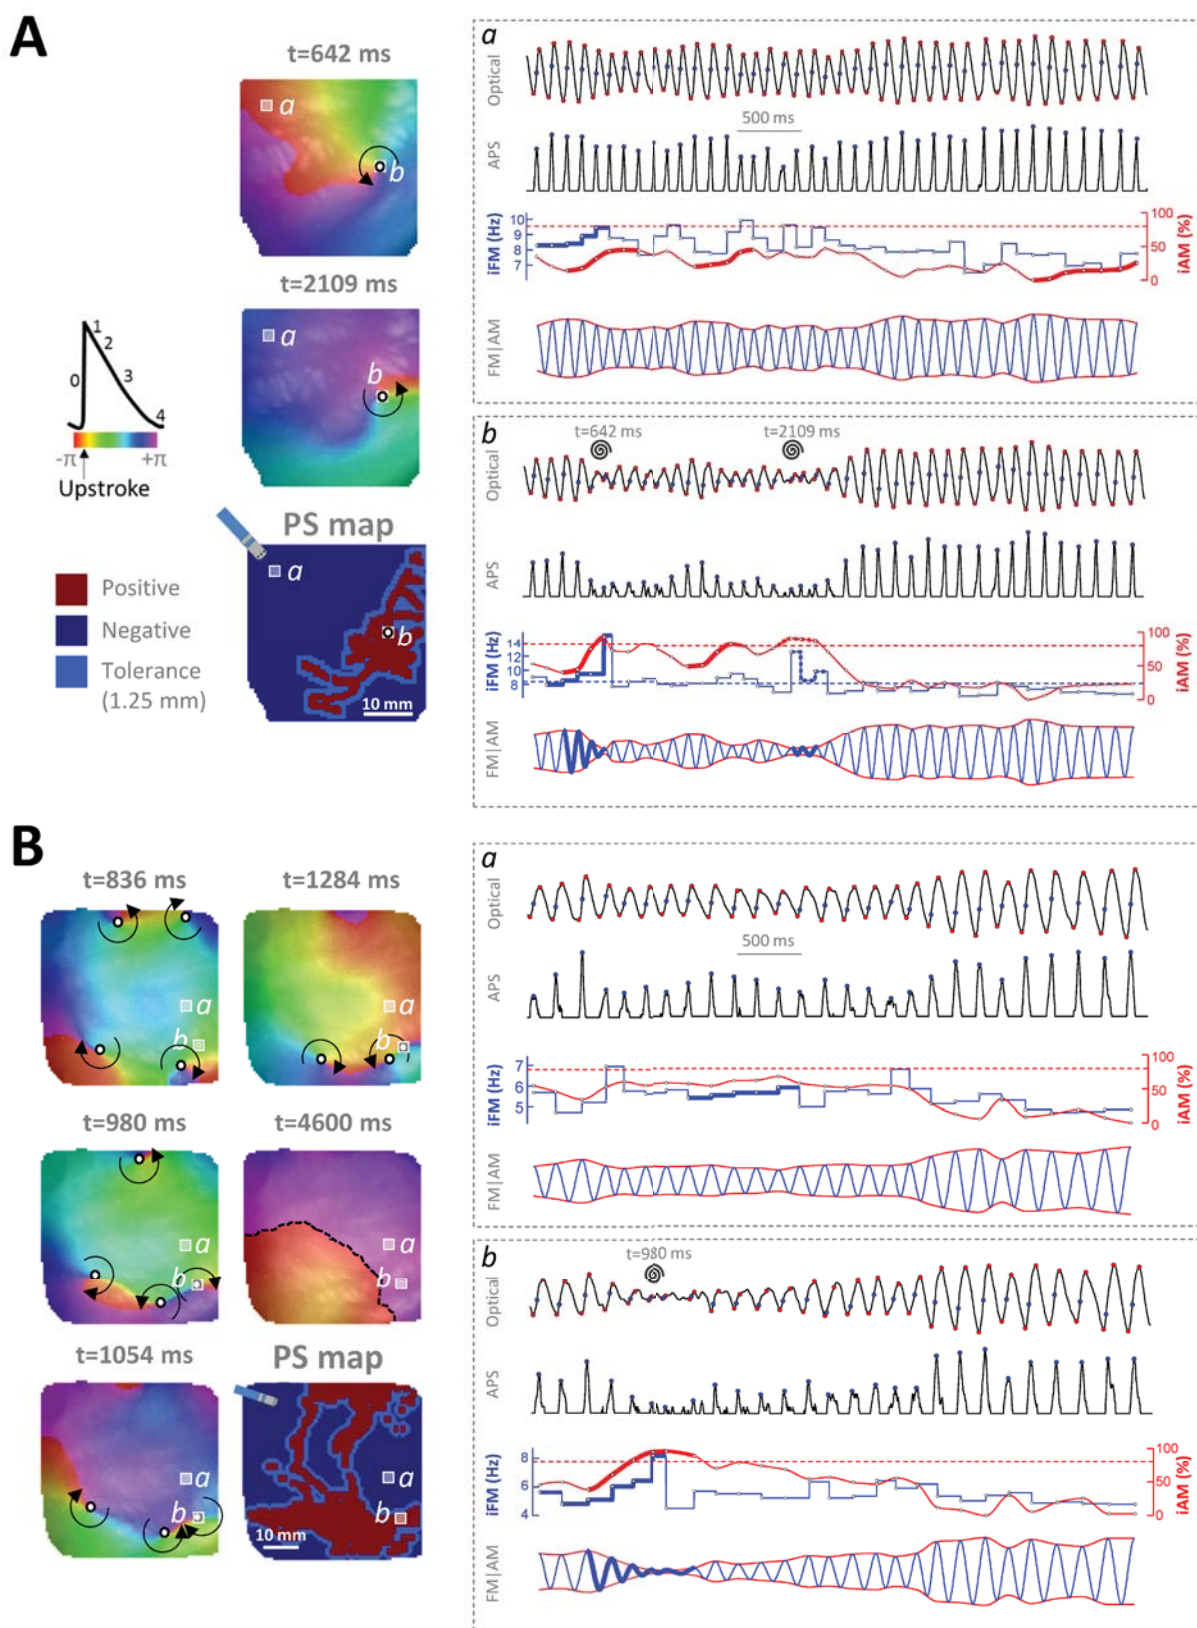 A
t=642 ms
a
b
t=2109 ms
a
b
0
1
2
3
4
-π
+π
Upstroke
PS map
a
b
10 mm
Positive
Negative
Tolerance
(1.25 mm)
a
Optical
500 ms
APS
iFM (Hz)
10
9
8
7
100
50
0
iAM (%)
FM|AM
b
t=642 ms
t=2109 ms
Optical
APS
iFM (Hz)
14
12
10
8
100
50
0
iAM (%)
FM|AM
B
t=836 ms
a
b
t=1284 ms
a
b
t=980 ms
a
b
t=4600 ms
a
b
t=1054 ms
a
b
PS map
a
b
10 mm
a
Optical
500 ms
APS
iFM (Hz)
7
6
5
100
50
0
iAM (%)
FM|AM
b
t=980 ms
Optical
APS
iFM (Hz)
8
6
4
100
50
0
iAM (%)
FM|AM